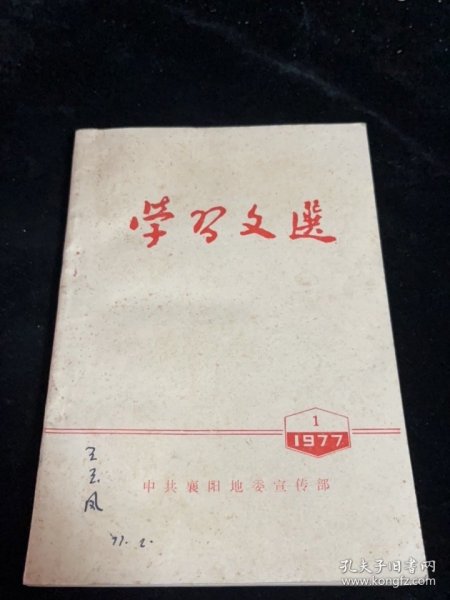 学习文選
1
1977
中共襄阳地委宣传部
王玉凤
77. 2.
孔夫子旧书网
www.kongfz.com